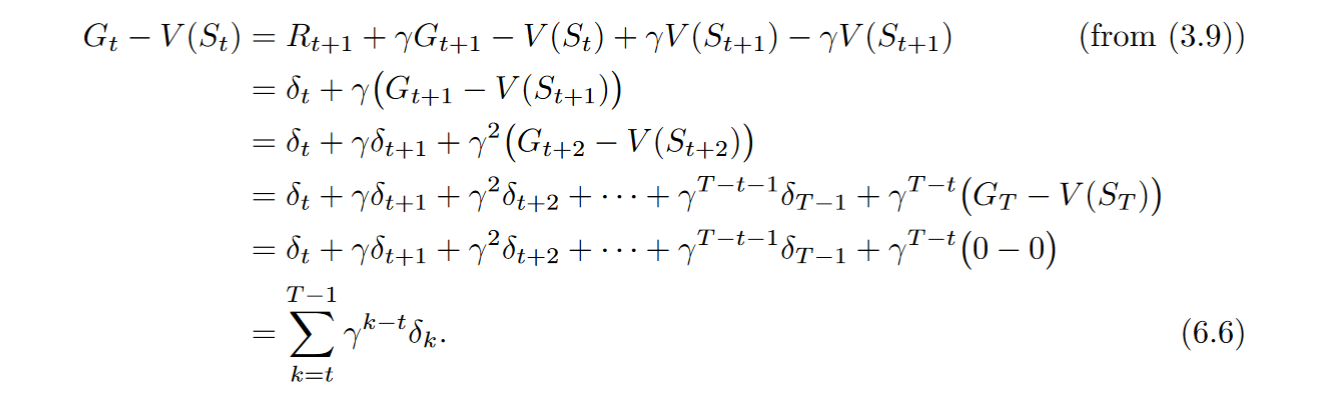 G_t − V(S_t) = R_{t+1} + γG_{t+1} − V(S_t) + γV(S_{t+1}) − γV(S_{t+1}) (from (3.9))
= δ_t + γ(G_{t+1} − V(S_{t+1}))
= δ_t + γδ_{t+1} + γ^2(G_{t+2} − V(S_{t+2}))
= δ_t + γδ_{t+1} + γ^2δ_{t+2} + ⋯ + γ^{T−t−1}δ_{T−1} + γ^{T−t}(G_T − V(S_T))
= δ_t + γδ_{t+1} + γ^2δ_{t+2} + ⋯ + γ^{T−t−1}δ_{T−1} + γ^{T−t}(0 − 0)
= ∑_{k=t}^{T−1} γ^{k−t}δ_k. (6.6)